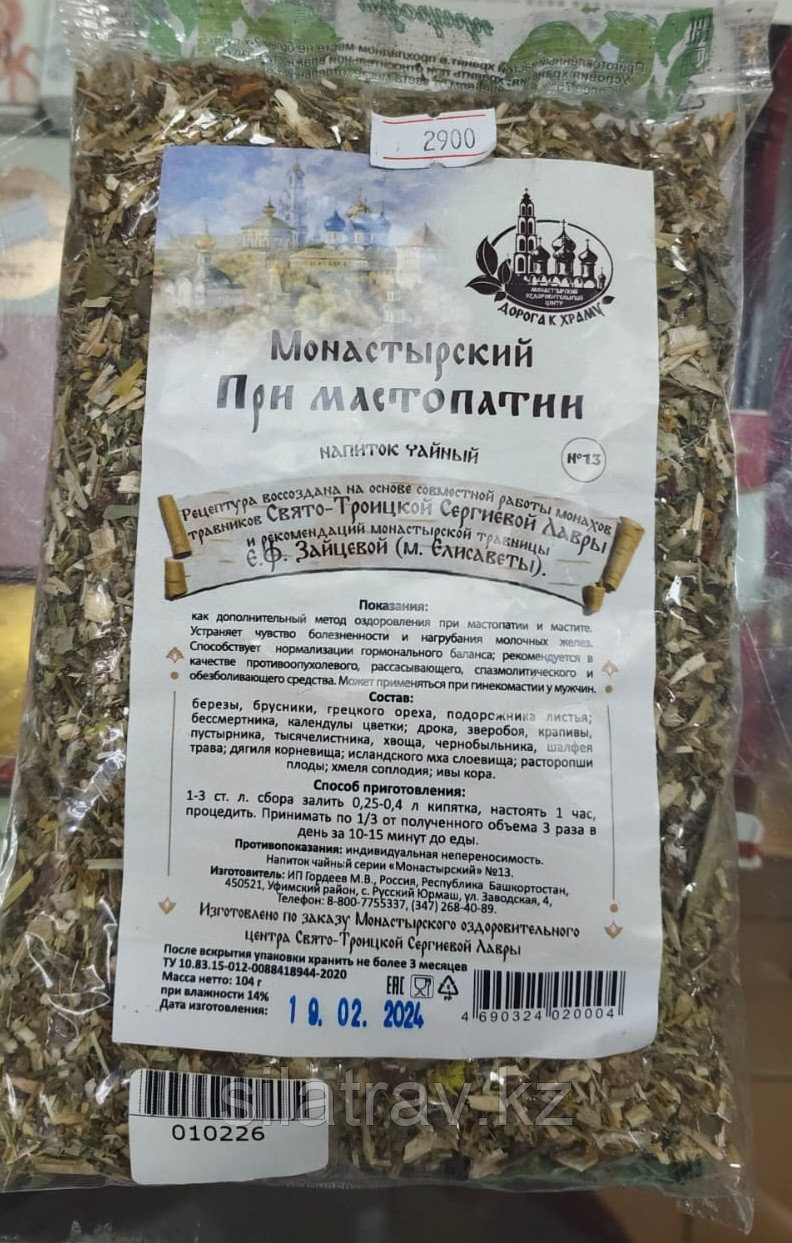 2900
МОНАСТЫРСКИЙ
ОЗДОРОВИТЕЛЬНЫЙ
ЦЕНТР
ДОРОГА К ХРАМУ
Монастырский
При мастопатии
напиток чайный
№13
Рецептура воссоздана на основе совместной работы монахов
травников Свято-Троицкой Сергиевой Лавры
и рекомендаций монастырской травницы
Е.Ф. Зайцевой (м. Елисаветы).
Показания:
как дополнительный метод оздоровления при мастопатии и мастите.
Устраняет чувство болезненности и нагрубания молочных желез.
Способствует нормализации гормонального баланса; рекомендуется в
качестве противоопухолевого, рассасывающего, спазмолитического и
обезболивающего средства. Может применяться при гинекомастии у мужчин.
Состав:
березы, брусники, грецкого ореха, подорожника листья;
бессмертника, календулы цветки; дрока, зверобоя, крапивы,
пустырника, тысячелистника, хвоща, чернобыльника, шалфея
трава; дягиля корневища; исландского мха слоевища; расторопши
плоды; хмеля соплодия; ивы кора.
Способ приготовления:
1-3 ст. л. сбора залить 0,25-0,4 л кипятка, настоять 1 час,
процедить. Принимать по 1/3 от полученного объема 3 раза в
день за 10-15 минут до еды.
Противопоказания: индивидуальная непереносимость.
Напиток чайный серии «Монастырский» №13.
Изготовитель: ИП Гордеев М.В., Россия, Республика Башкортостан,
450521, Уфимский район, с. Русский Юрмаш, ул. Заводская, 4,
Телефон: 8-800-7755337, (347) 268-40-89.
Изготовлено по заказу Монастырского оздоровительного
центра Свято-Троицкой Сергиевой Лавры
После вскрытия упаковки хранить не более 3 месяцев
ТУ 10.83.15-012-0088418944-2020
Масса нетто: 104 г
при влажности 14%
Дата изготовления:
19. 02. 2024
EAC
PP
4 690324 020004
silatrav.kz
010226